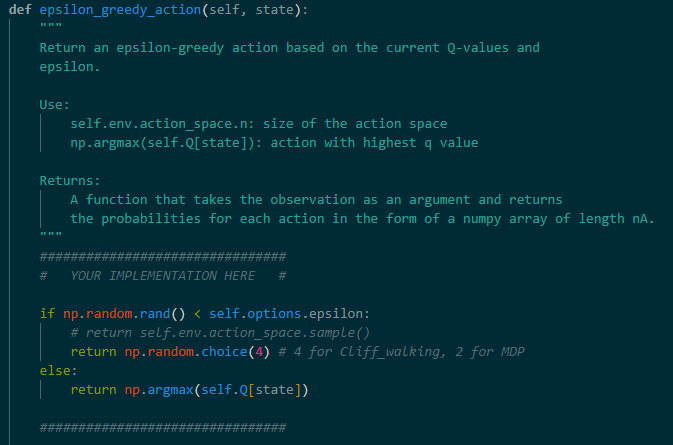 def epsilon_greedy_action(self, state):
"""
Return an epsilon-greedy action based on the current Q-values and
epsilon.
Use:
self.env.action_space.n: size of the action space
np.argmax(self.Q[state]): action with highest q value
Returns:
A function that takes the observation as an argument and returns
the probabilities for each action in the form of a numpy array of length nA.
"""
################################
#   YOUR IMPLEMENTATION HERE   #
if np.random.rand() < self.options.epsilon:
# return self.env.action_space.sample()
return np.random.choice(4) # 4 for Cliff_walking, 2 for MDP
else:
return np.argmax(self.Q[state])
################################